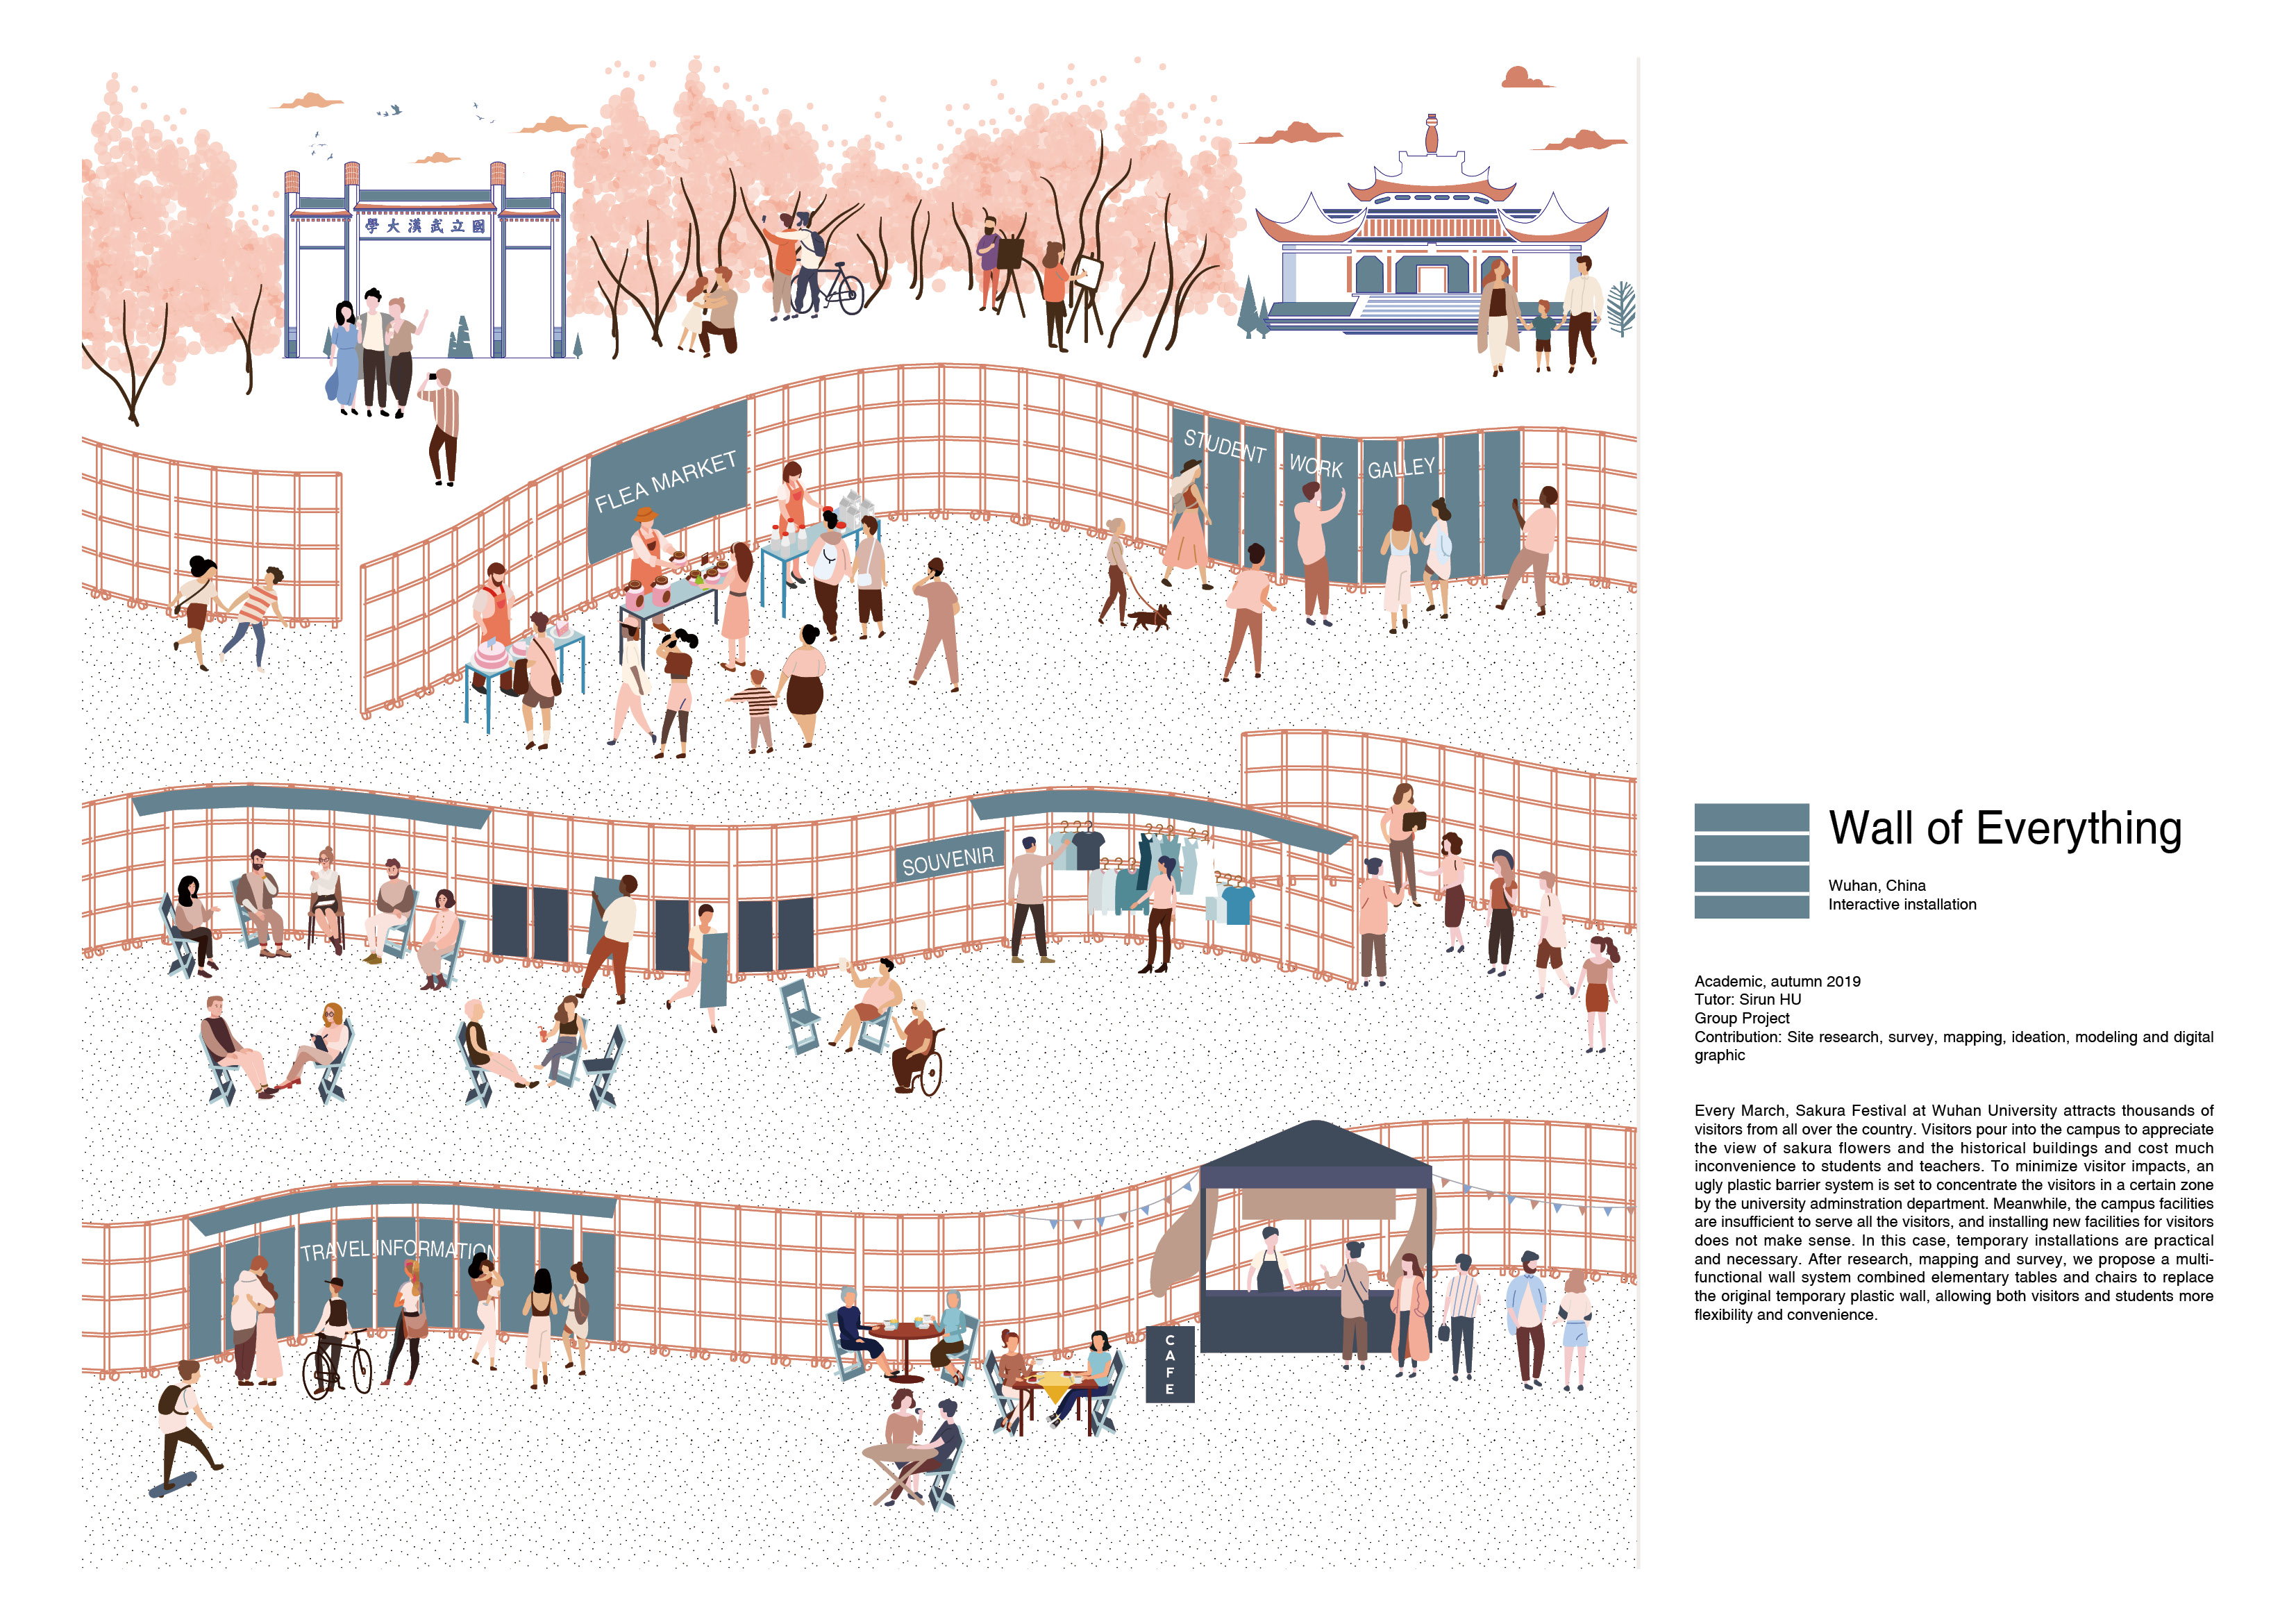 學大漢武立國
FLEA MARKET
STUDENT WORK GALLEY
SOUVENIR
TRAVEL INFORMATION
CAFE
Wall of Everything
Wuhan, China
Interactive installation
Academic, autumn 2019
Tutor: Sirun HU
Group Project
Contribution: Site research, survey, mapping, ideation, modeling and digital
graphic
Every March, Sakura Festival at Wuhan University attracts thousands of
visitors from all over the country. Visitors pour into the campus to appreciate
the view of sakura flowers and the historical buildings and cost much
inconvenience to students and teachers. To minimize visitor impacts, an
ugly plastic barrier system is set to concentrate the visitors in a certain zone
by the university adminstration department. Meanwhile, the campus facilities
are insufficient to serve all the visitors, and installing new facilities for visitors
does not make sense. In this case, temporary installations are practical
and necessary. After research, mapping and survey, we propose a multi-
functional wall system combined elementary tables and chairs to replace
the original temporary plastic wall, allowing both visitors and students more
flexibility and convenience.